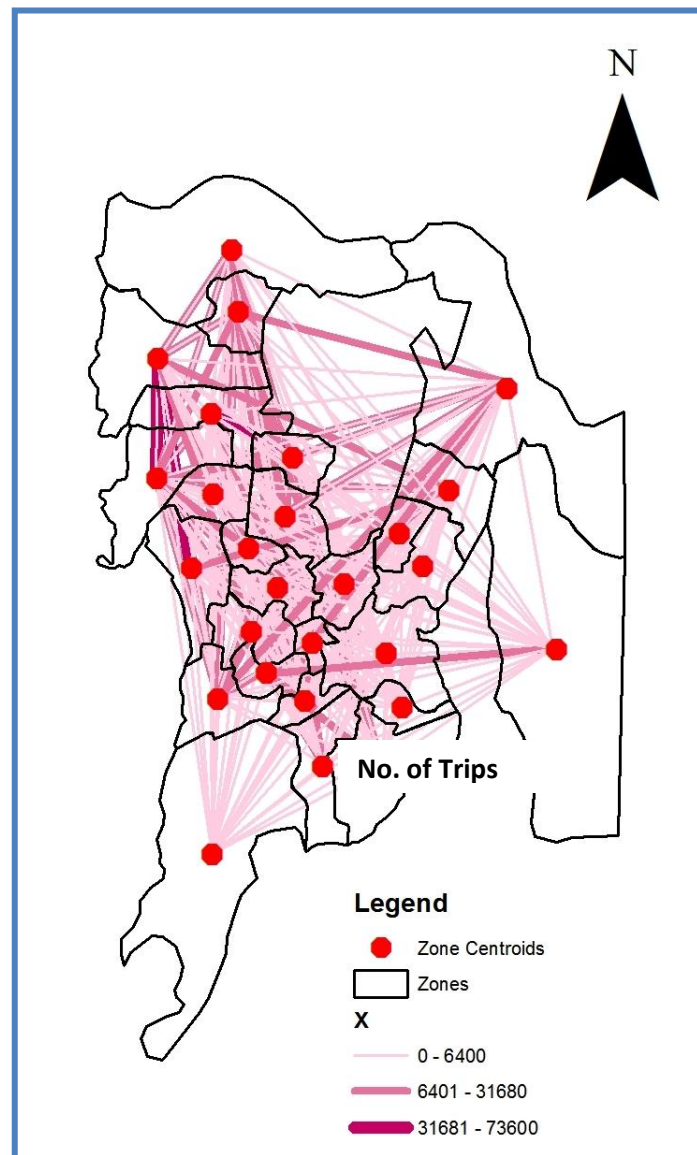 N
No. of Trips
Legend
Zone Centroids
Zones
X
0 - 6400
6401 - 31680
31681 - 73600